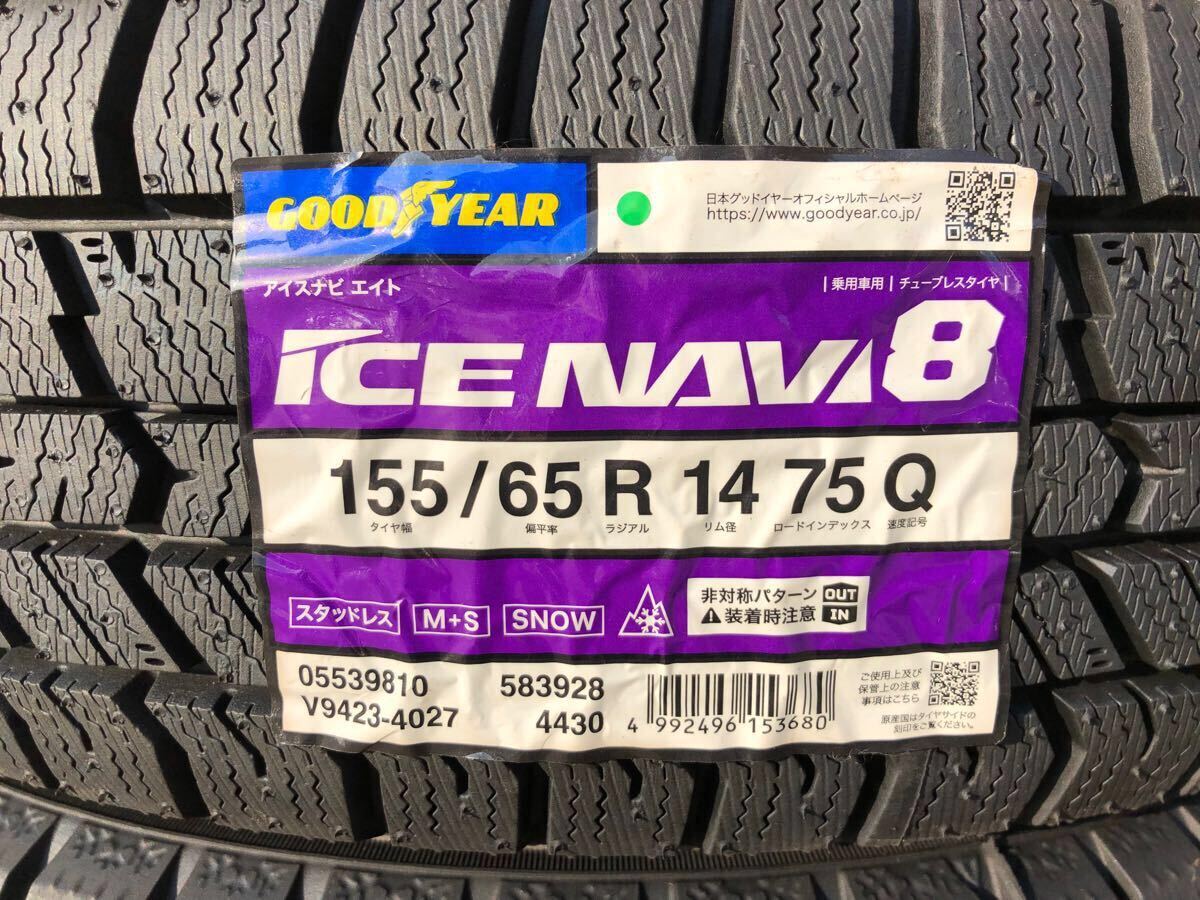 GOODYEAR
日本グッドイヤーオフィシャルホームページ
https://www.goodyear.co.jp/
アイスナビ エイト
|乗用車用| チューブレスタイヤ|
ICE NAVI 8
155/65 R 14 75 Q
タイヤ幅 偏平率 ラジアル リム径 ロードインデックス 速度記号
スタッドレス M+S SNOW
非対称パターン OUT
装着時注意 IN
05539810 583928
V9423-4027 4430
4 992496 153680
ご使用上及び
保管上の注意
事項はこちら
原産国はタイヤサイドの
刻印をご覧ください。